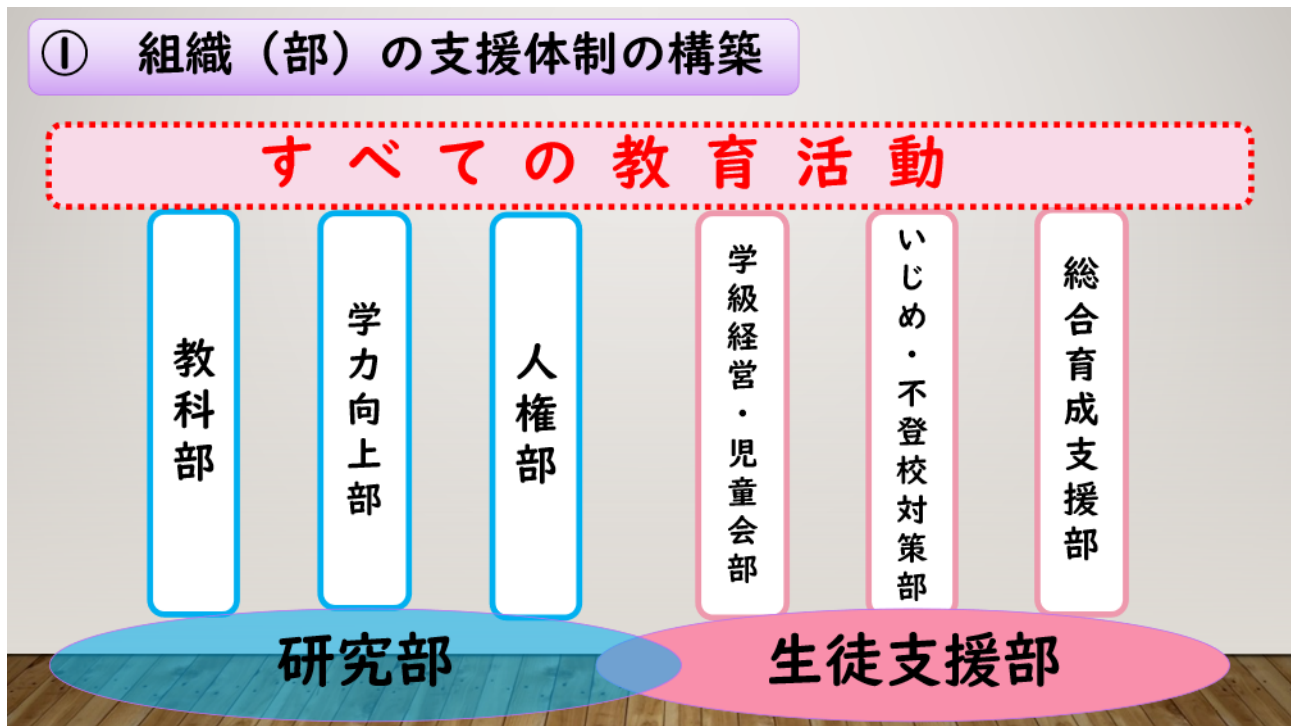 ① 組織（部）の支援体制の構築
すべての教育活動
教科部
学力向上部
人権部
学級経営・児童会部
いじめ・不登校対策部
総合育成支援部
研究部
生徒支援部